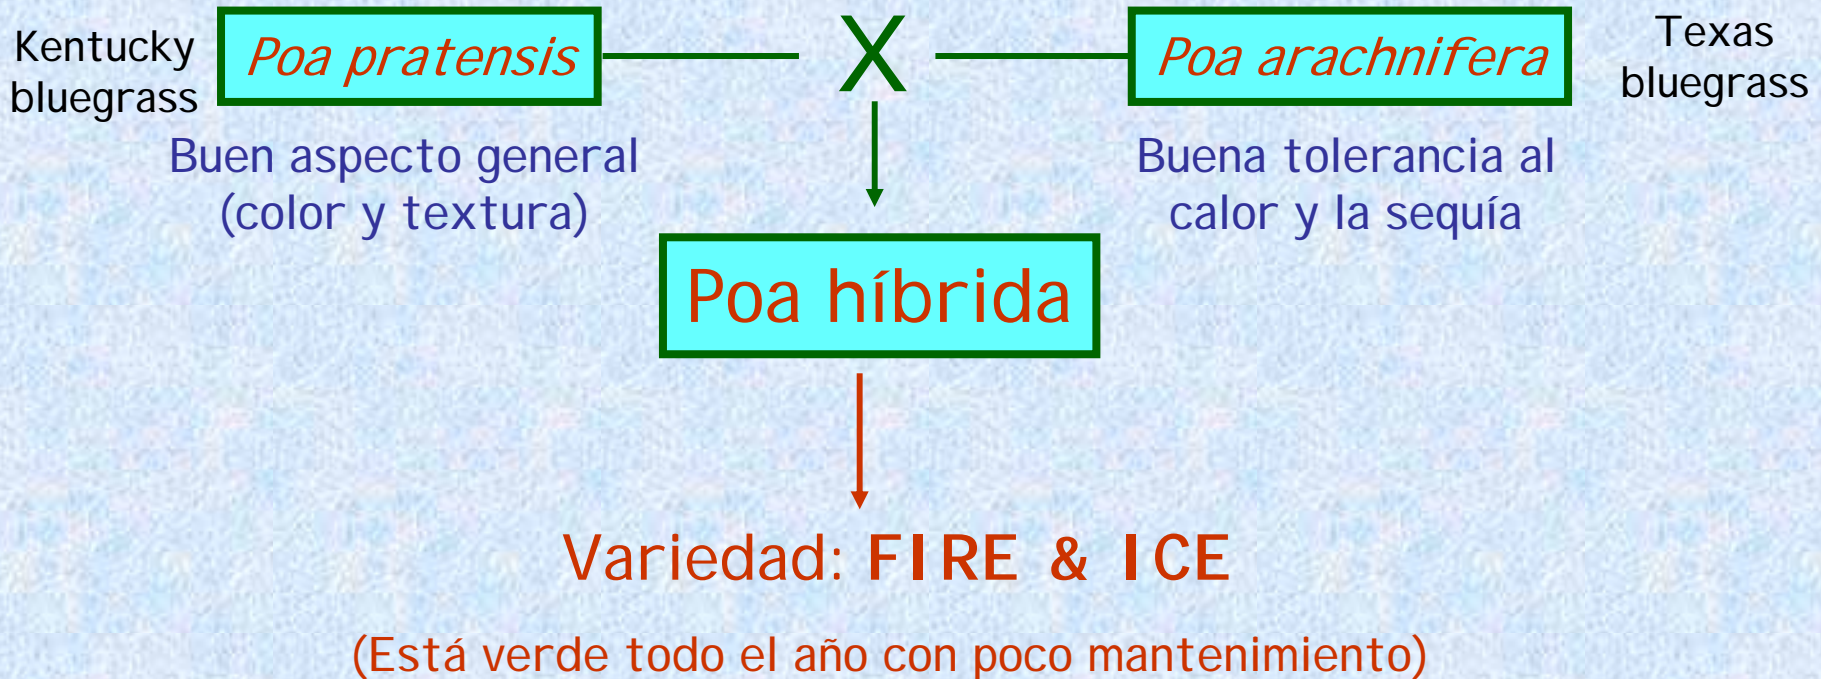 Kentucky
bluegrass
Poa pratensis
X
Poa arachnifera
Texas
bluegrass
Buen aspecto general
(color y textura)
Buena tolerancia al
calor y la sequía
Poa híbrida
Variedad: FIRE & ICE
(Está verde todo el año con poco mantenimiento)